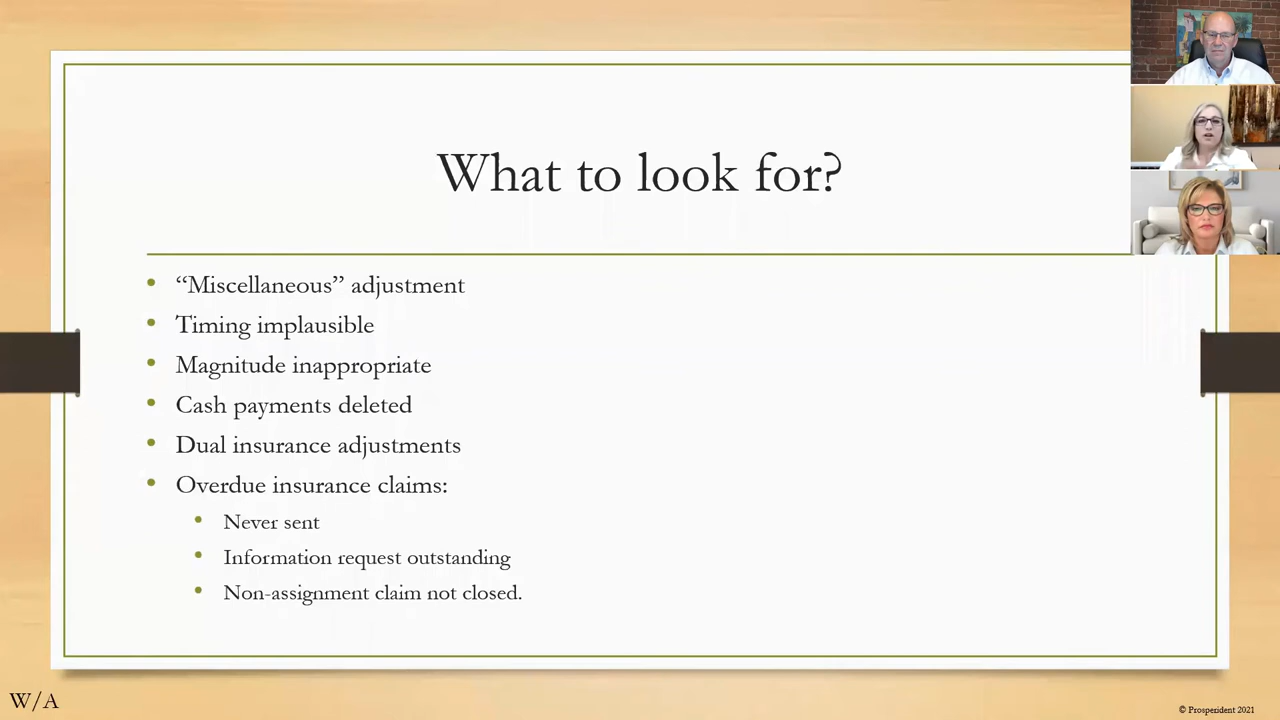 What to look for?
• “Miscellaneous” adjustment
• Timing implausible
• Magnitude inappropriate
• Cash payments deleted
• Dual insurance adjustments
• Overdue insurance claims:
• Never sent
• Information request outstanding
• Non-assignment claim not closed.
W/A
© Prosperident 2021